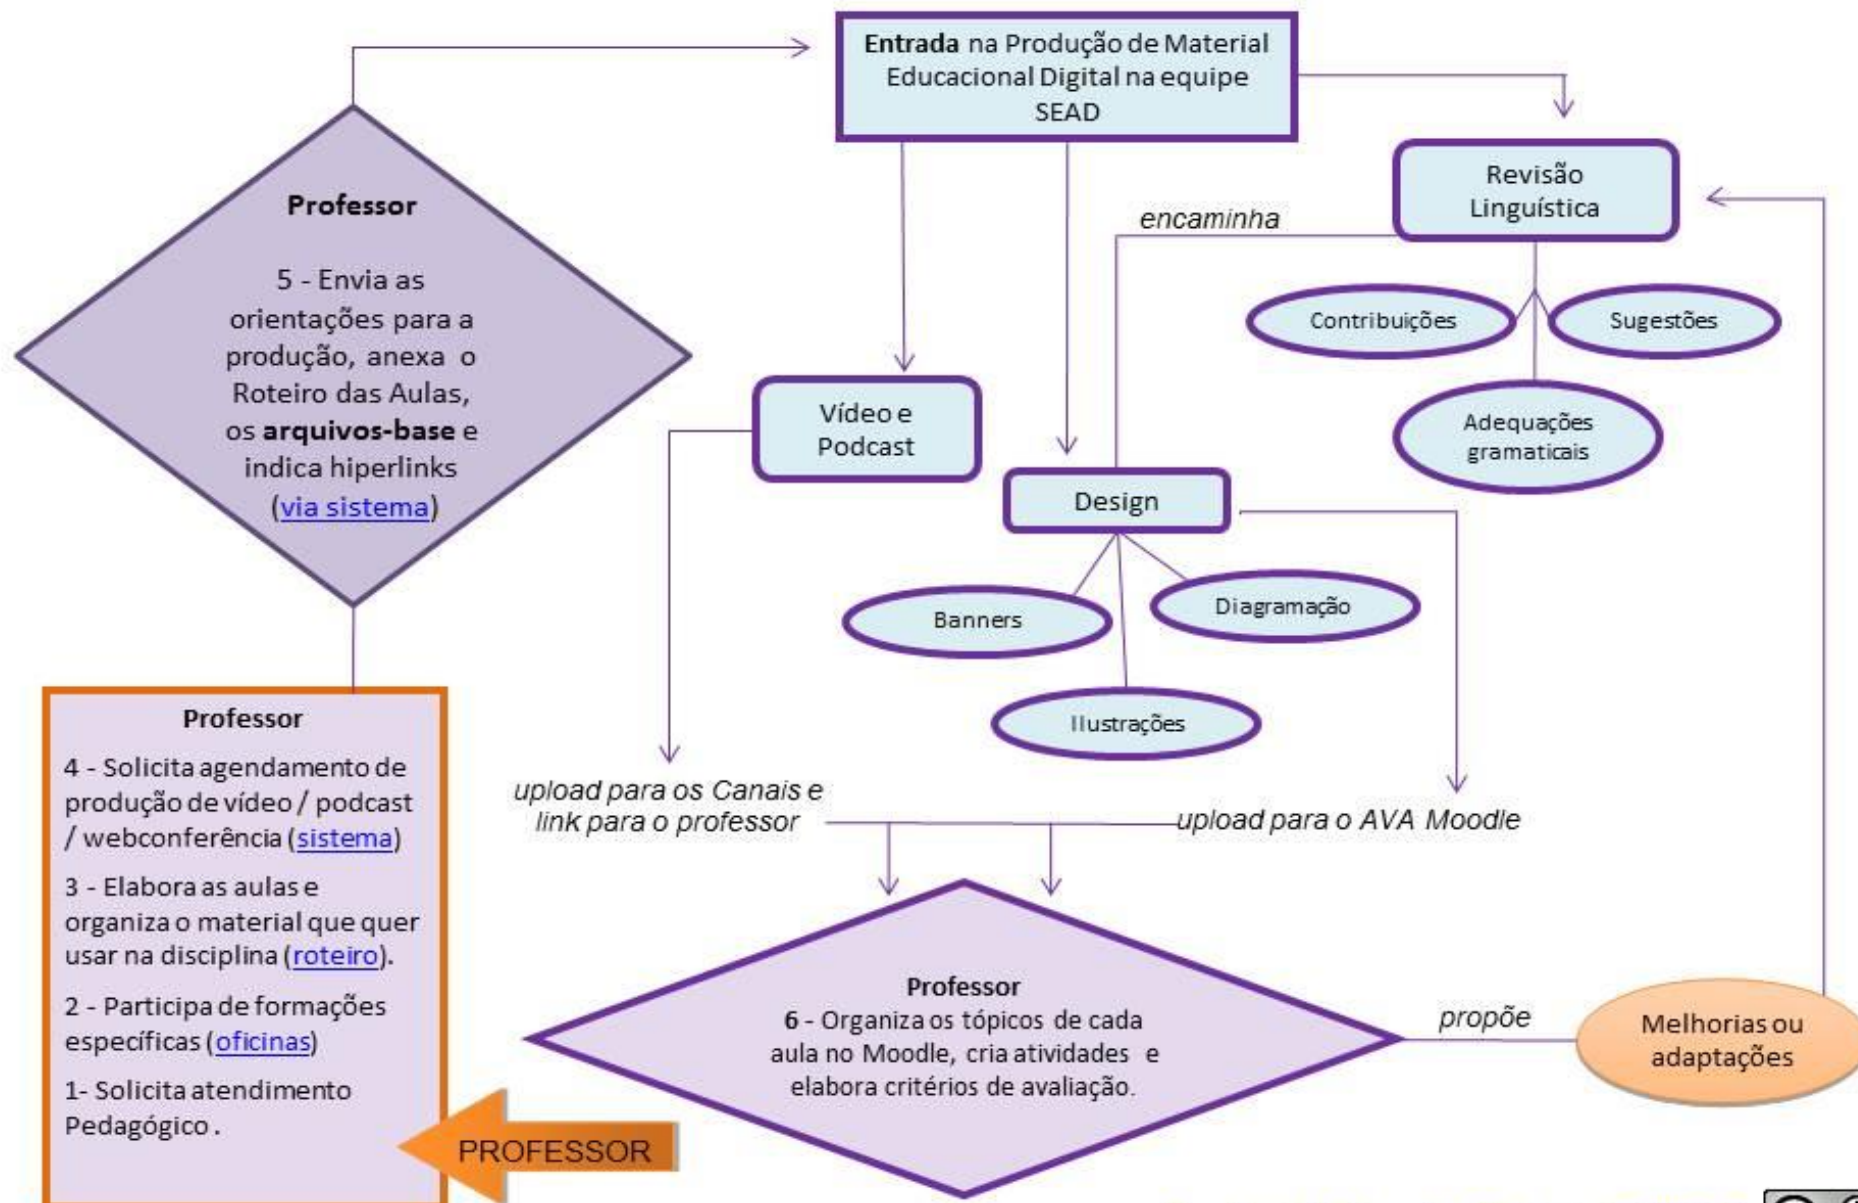 Entrada na Produção de Material
Educacional Digital na equipe
SEAD
Professor
5 - Envia as
orientações para a
produção, anexa o
Roteiro das Aulas,
os arquivos-base e
indica hiperlinks
(via sistema)
Revisão
Linguística
encaminha
Contribuições
Sugestões
Adequações
gramaticais
Vídeo e
Podcast
Design
Banners
Diagramação
Ilustrações
upload para os Canais e
link para o professor
upload para o AVA Moodle
Professor
4 - Solicita agendamento de
produção de vídeo / podcast
/ webconferência (sistema)
3 - Elabora as aulas e
organiza o material que quer
usar na disciplina (roteiro).
2 - Participa de formações
específicas (oficinas)
1- Solicita atendimento
Pedagógico .
PROFESSOR
Professor
6 - Organiza os tópicos de cada
aula no Moodle, cria atividades e
elabora critérios de avaliação.
propõe
Melhorias ou
adaptações